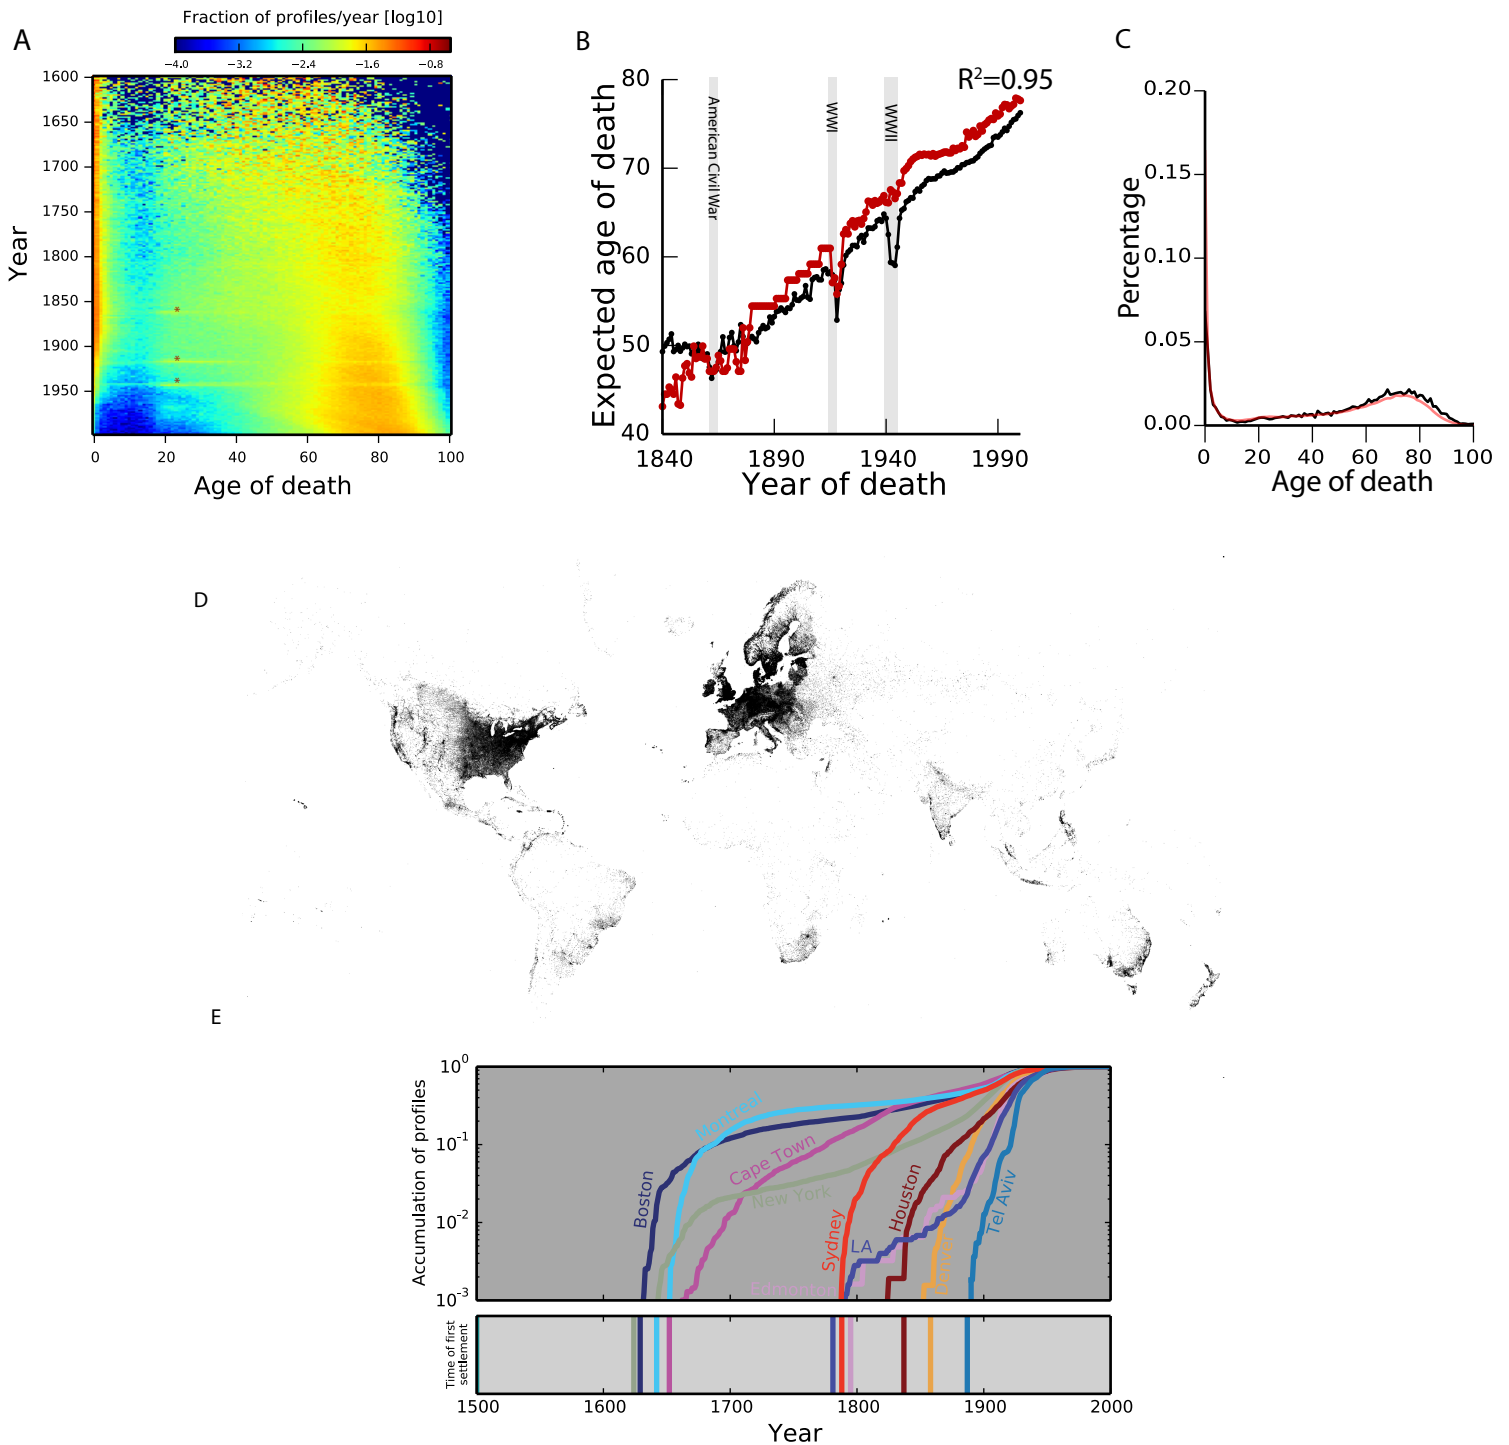 A
Fraction of profiles/year [log10]
−4.0 −3.2 −2.4 −1.6 −0.8
1600
1650
1700
1750
1800
1850
1900
1950
Year
*
*
*
0 20 40 60 80 100
Age of death
B
R²=0.95
80
70
60
50
40
Expected age of death
American Civil War
WWI
WWII
1840 1890 1940 1990
Year of death
C
0.20
0.15
0.10
0.05
0.00
Percentage
0 20 40 60 80 100
Age of death
D
E
Accumulation of profiles
10⁰
10⁻¹
10⁻²
10⁻³
Boston
Montreal
Cape Town
New York
Sydney
LA
Edmonton
Houston
Denver
Tel Aviv
Time of first
settlement
1500 1600 1700 1800 1900 2000
Year